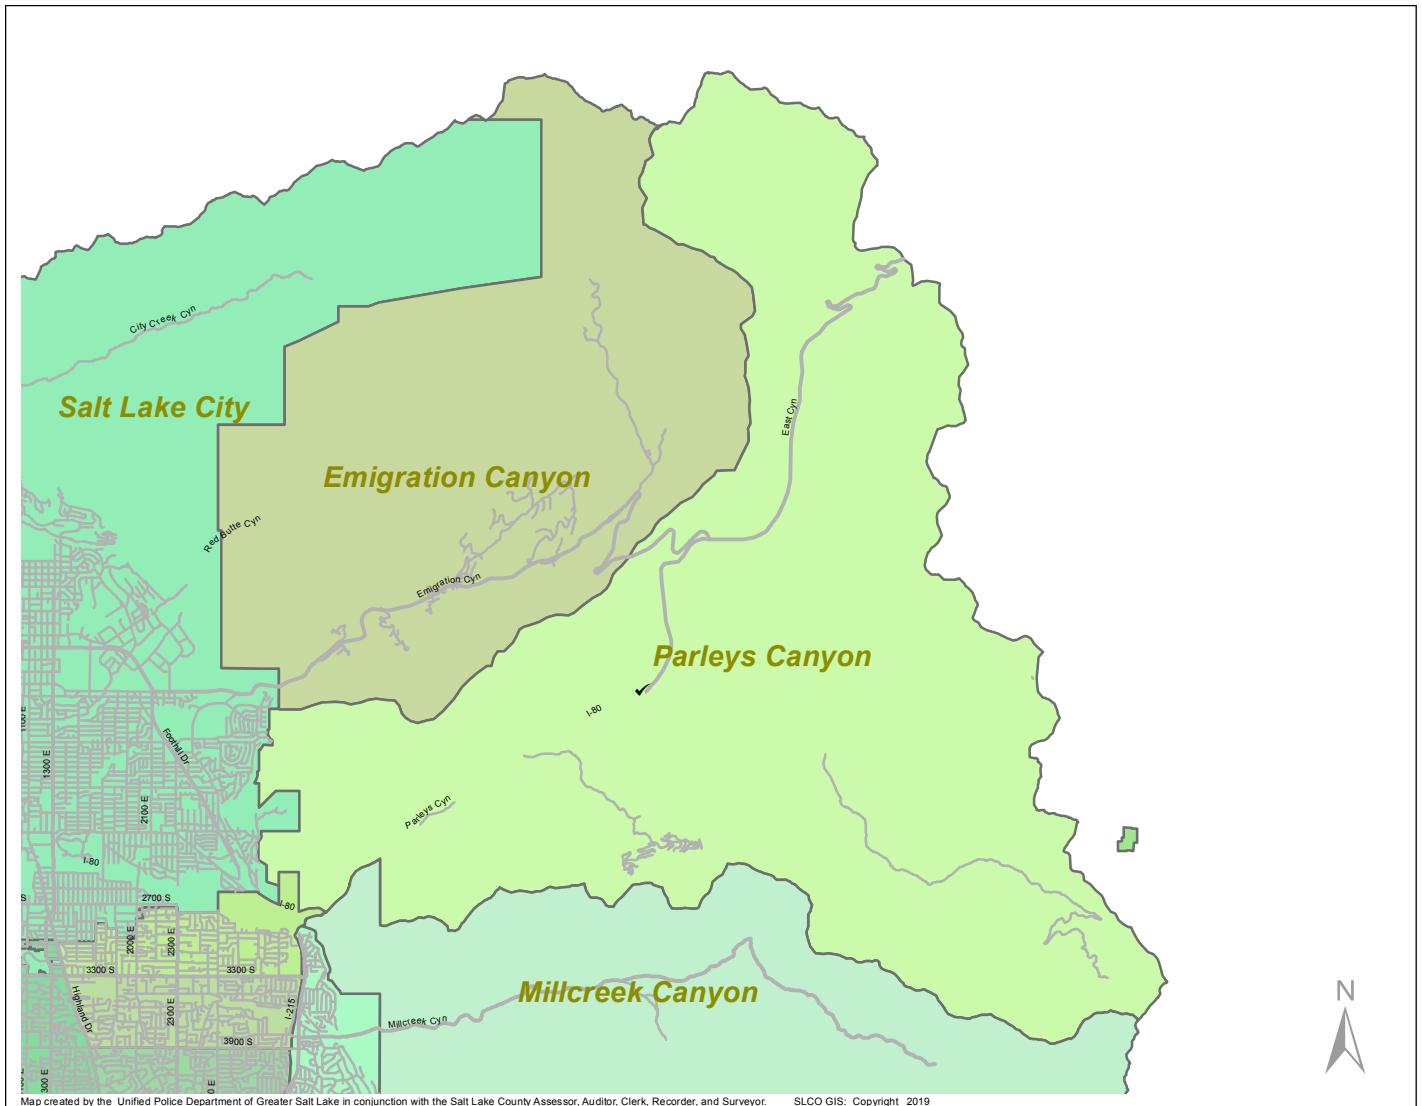 City Creek Cyn
Salt Lake City
East Cyn
Emigration Canyon
Red Butte Cyn
Emigration Cyn
Parleys Canyon
I-80
1300 E
Foothill Dr
2100 E
Parleys Cyn
I-80
S
2700 S
I-80
2000 E
2300 E
3300 S
3300 S
Highland Dr
2300 E
I-215
Millcreek Canyon
Millcreek Cyn
3900 S
N
Map created by the Unified Police Department of Greater Salt Lake in conjunction with the Salt Lake County Assessor, Auditor, Clerk, Recorder, and Surveyor. SLCO GIS: Copyright 2019